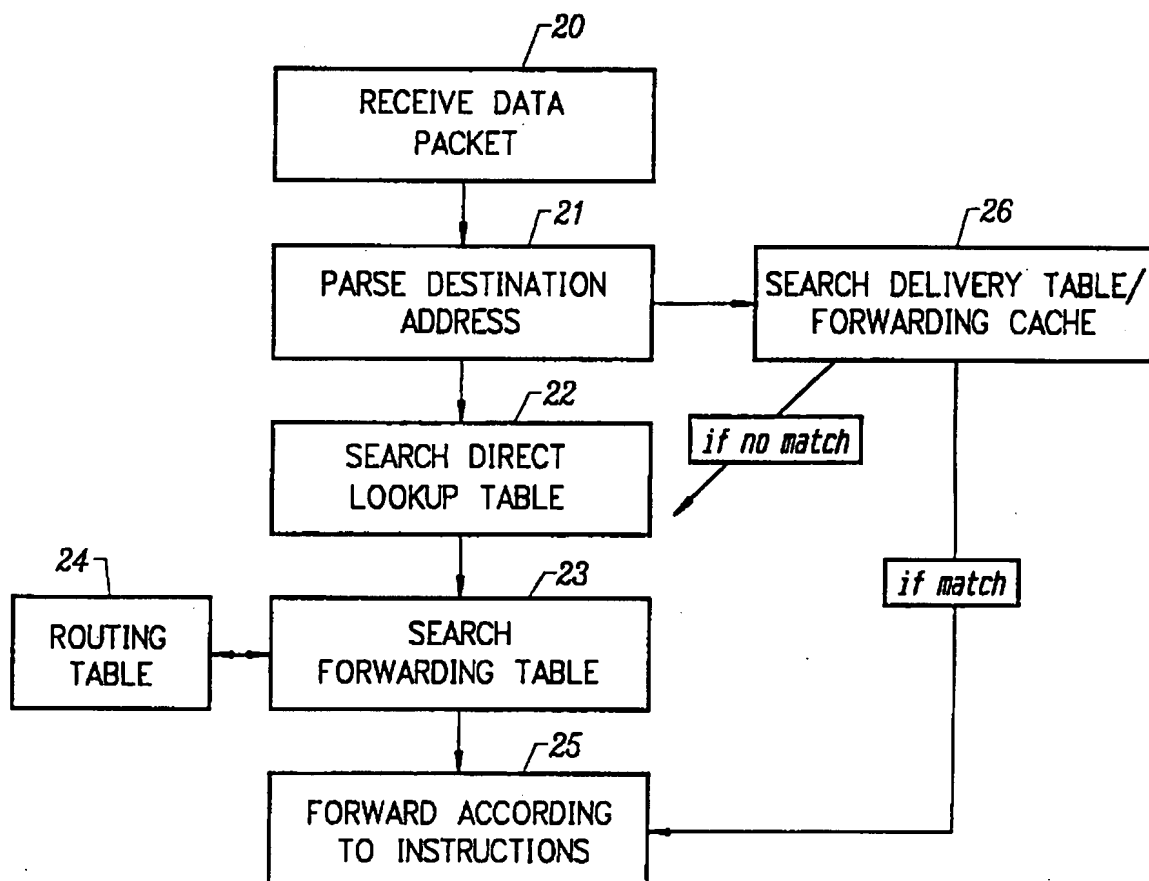 20
RECEIVE DATA
PACKET
21
PARSE DESTINATION
ADDRESS
26
SEARCH DELIVERY TABLE/
FORWARDING CACHE
22
SEARCH DIRECT
LOOKUP TABLE
if no match
24
ROUTING
TABLE
23
SEARCH
FORWARDING TABLE
if match
25
FORWARD ACCORDING
TO INSTRUCTIONS